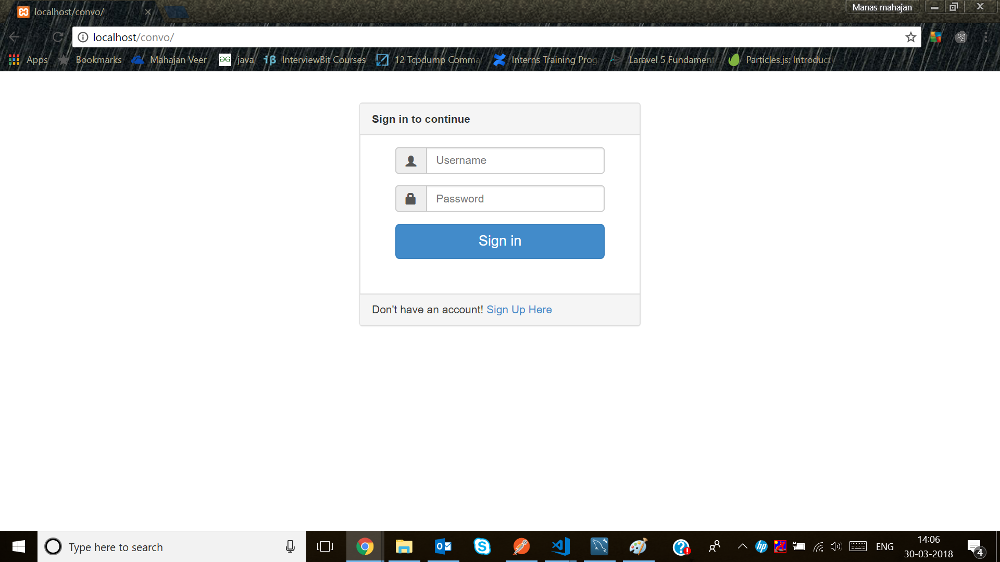 Manas mahajan
localhost/convo/
localhost/convo/
Apps Bookmarks Mahajan Veer java InterviewBit Courses 12 Tcpdump Comma Interns Training Prog Laravel 5 Fundament Particles.js: Introduct
Sign in to continue
Username
Password
Sign in
Don't have an account! Sign Up Here
Type here to search
ENG
14:06
30-03-2018
4